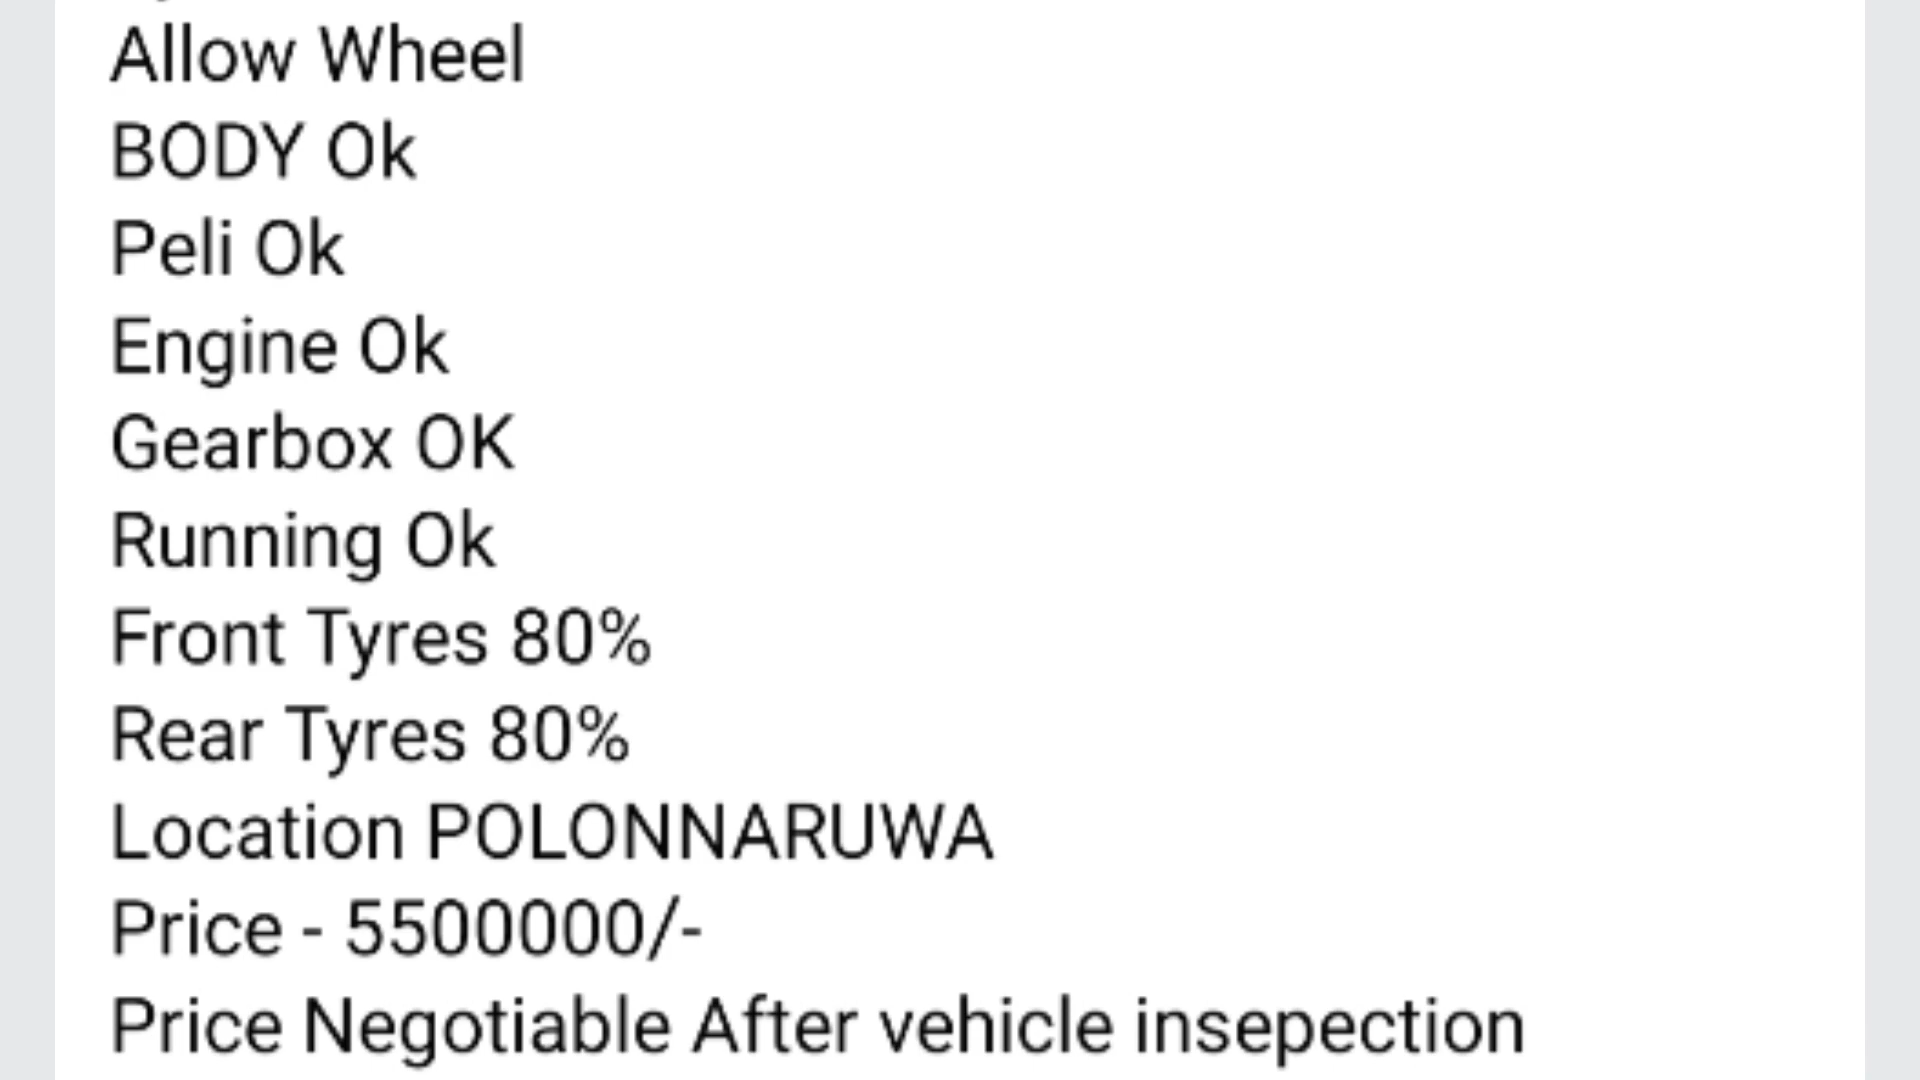 Allow Wheel
BODY Ok
Peli Ok
Engine Ok
Gearbox OK
Running Ok
Front Tyres 80%
Rear Tyres 80%
Location POLONNARUWA
Price - 5500000/-
Price Negotiable After vehicle insepection